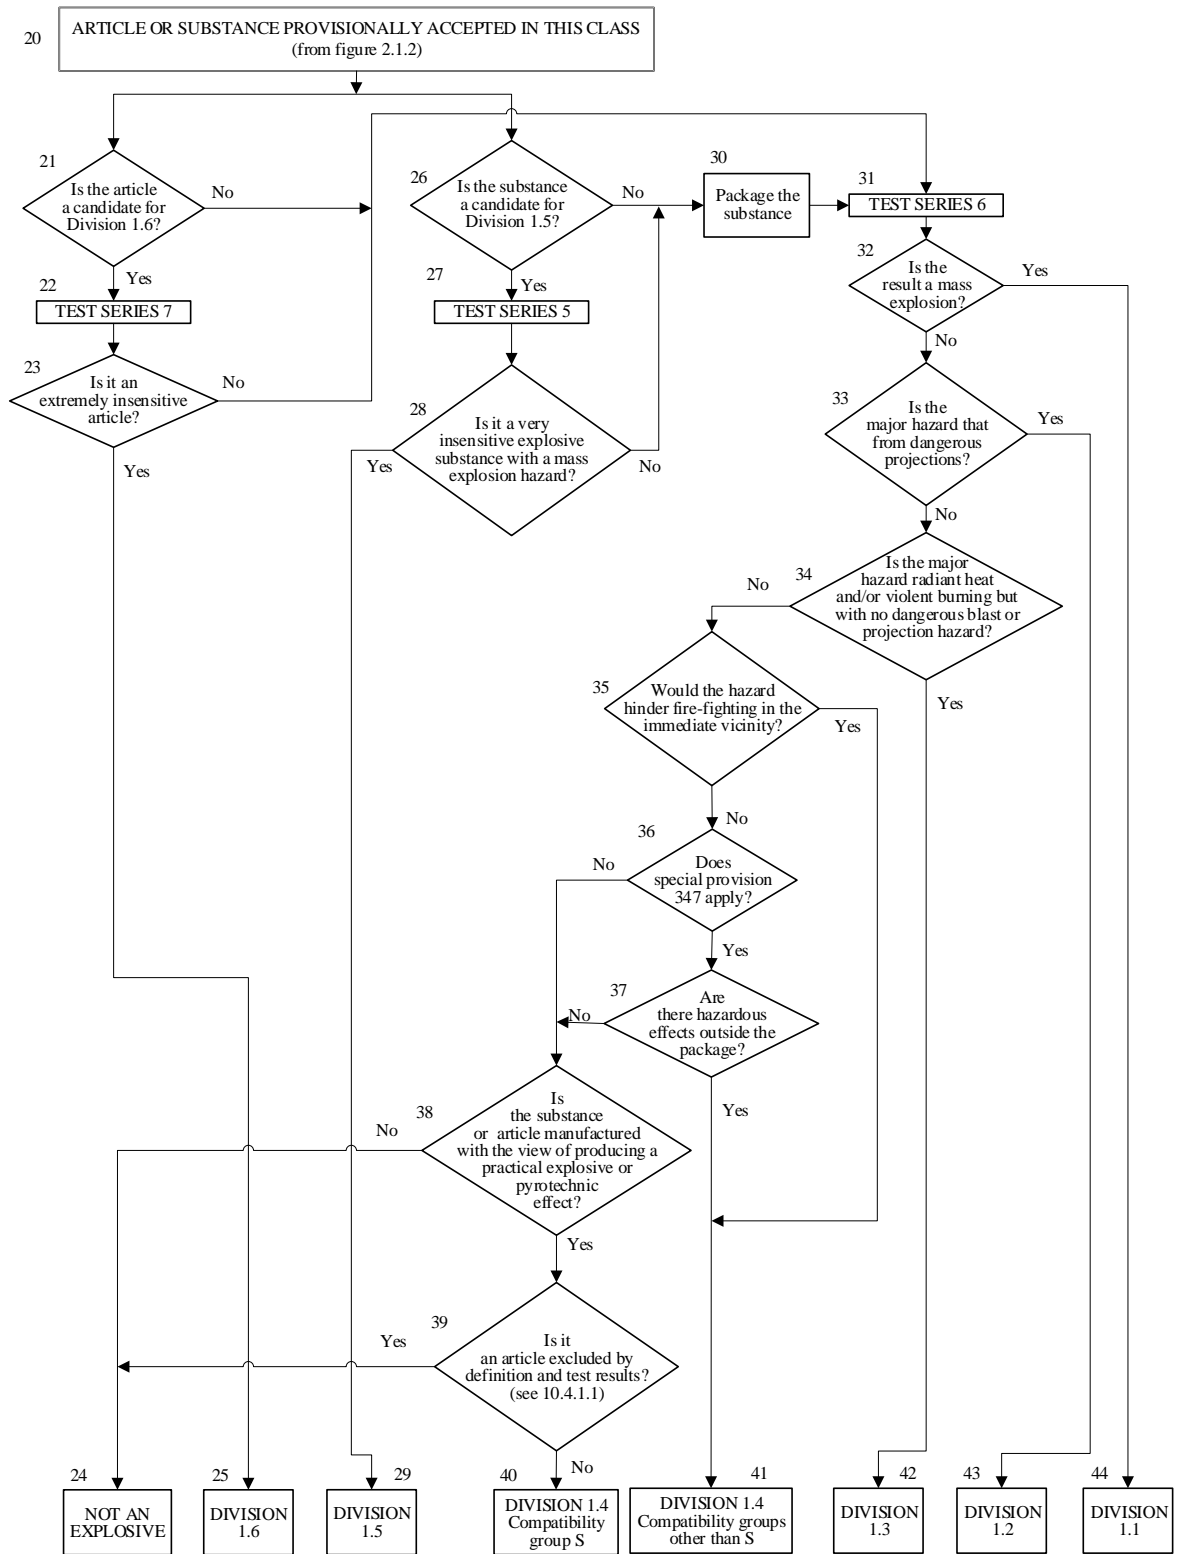 20
ARTICLE OR SUBSTANCE PROVISIONALLY ACCEPTED IN THIS CLASS
(from figure 2.1.2)
21
Is the article
a candidate for
Division 1.6?
No
Yes
22
TEST SERIES 7
23
Is it an
extremely insensitive
article?
No
Yes
26
Is the substance
a candidate for
Division 1.5?
No
Yes
27
TEST SERIES 5
28
Is it a very
insensitive explosive
substance with a mass
explosion hazard?
Yes
No
30
Package the
substance
31
TEST SERIES 6
32
Is the
result a mass
explosion?
Yes
No
33
Is the
major hazard that
from dangerous
projections?
Yes
No
34
Is the major
hazard radiant heat
and/or violent burning but
with no dangerous blast or
projection hazard?
No
Yes
35
Would the hazard
hinder fire-fighting in the
immediate vicinity?
Yes
No
36
Does
special provision
347 apply?
No
Yes
37
Are
there hazardous
effects outside the
package?
No
Yes
38
Is
the substance
or article manufactured
with the view of producing a
practical explosive or
pyrotechnic
effect?
No
Yes
39
Is it
an article excluded by
definition and test results?
(see 10.4.1.1)
Yes
No
24
NOT AN
EXPLOSIVE
25
DIVISION
1.6
29
DIVISION
1.5
40
DIVISION 1.4
Compatibility
group S
41
DIVISION 1.4
Compatibility groups
other than S
42
DIVISION
1.3
43
DIVISION
1.2
44
DIVISION
1.1